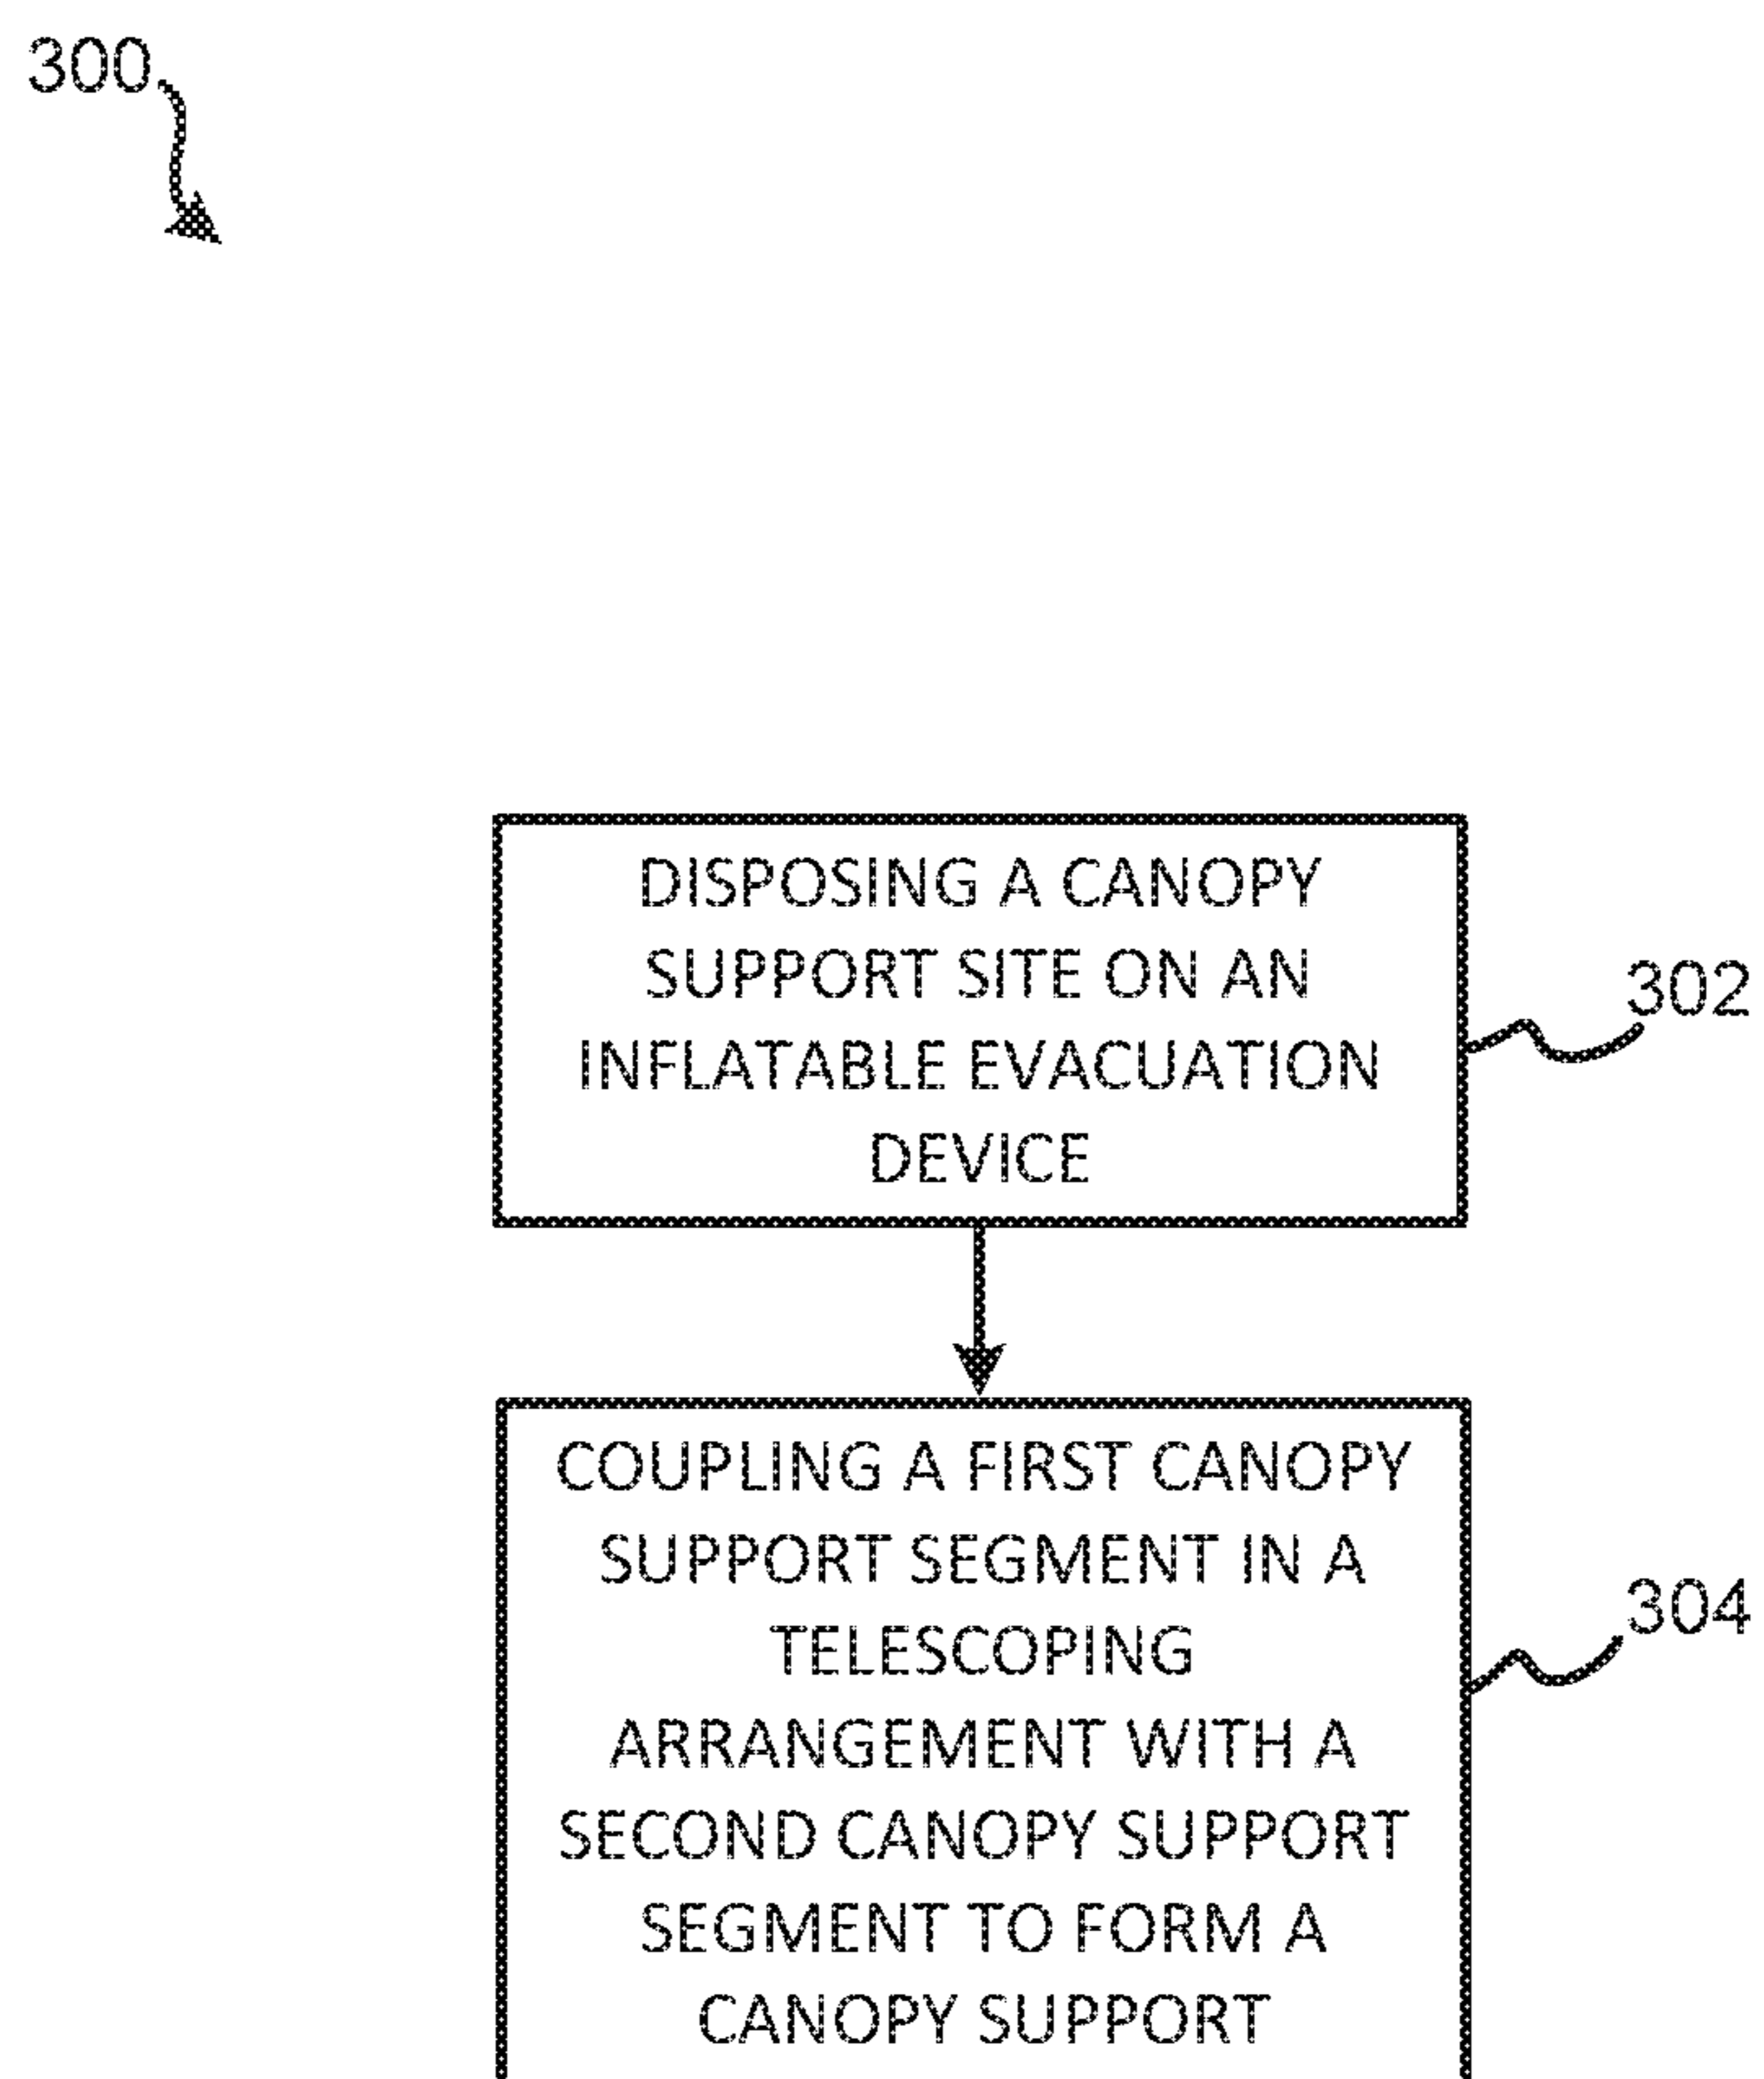 300
DISPOSING A CANOPY
SUPPORT SITE ON AN
INFLATABLE EVACUATION
DEVICE
302
COUPLING A FIRST CANOPY
SUPPORT SEGMENT IN A
TELESCOPING
ARRANGEMENT WITH A
SECOND CANOPY SUPPORT
SEGMENT TO FORM A
CANOPY SUPPORT
304